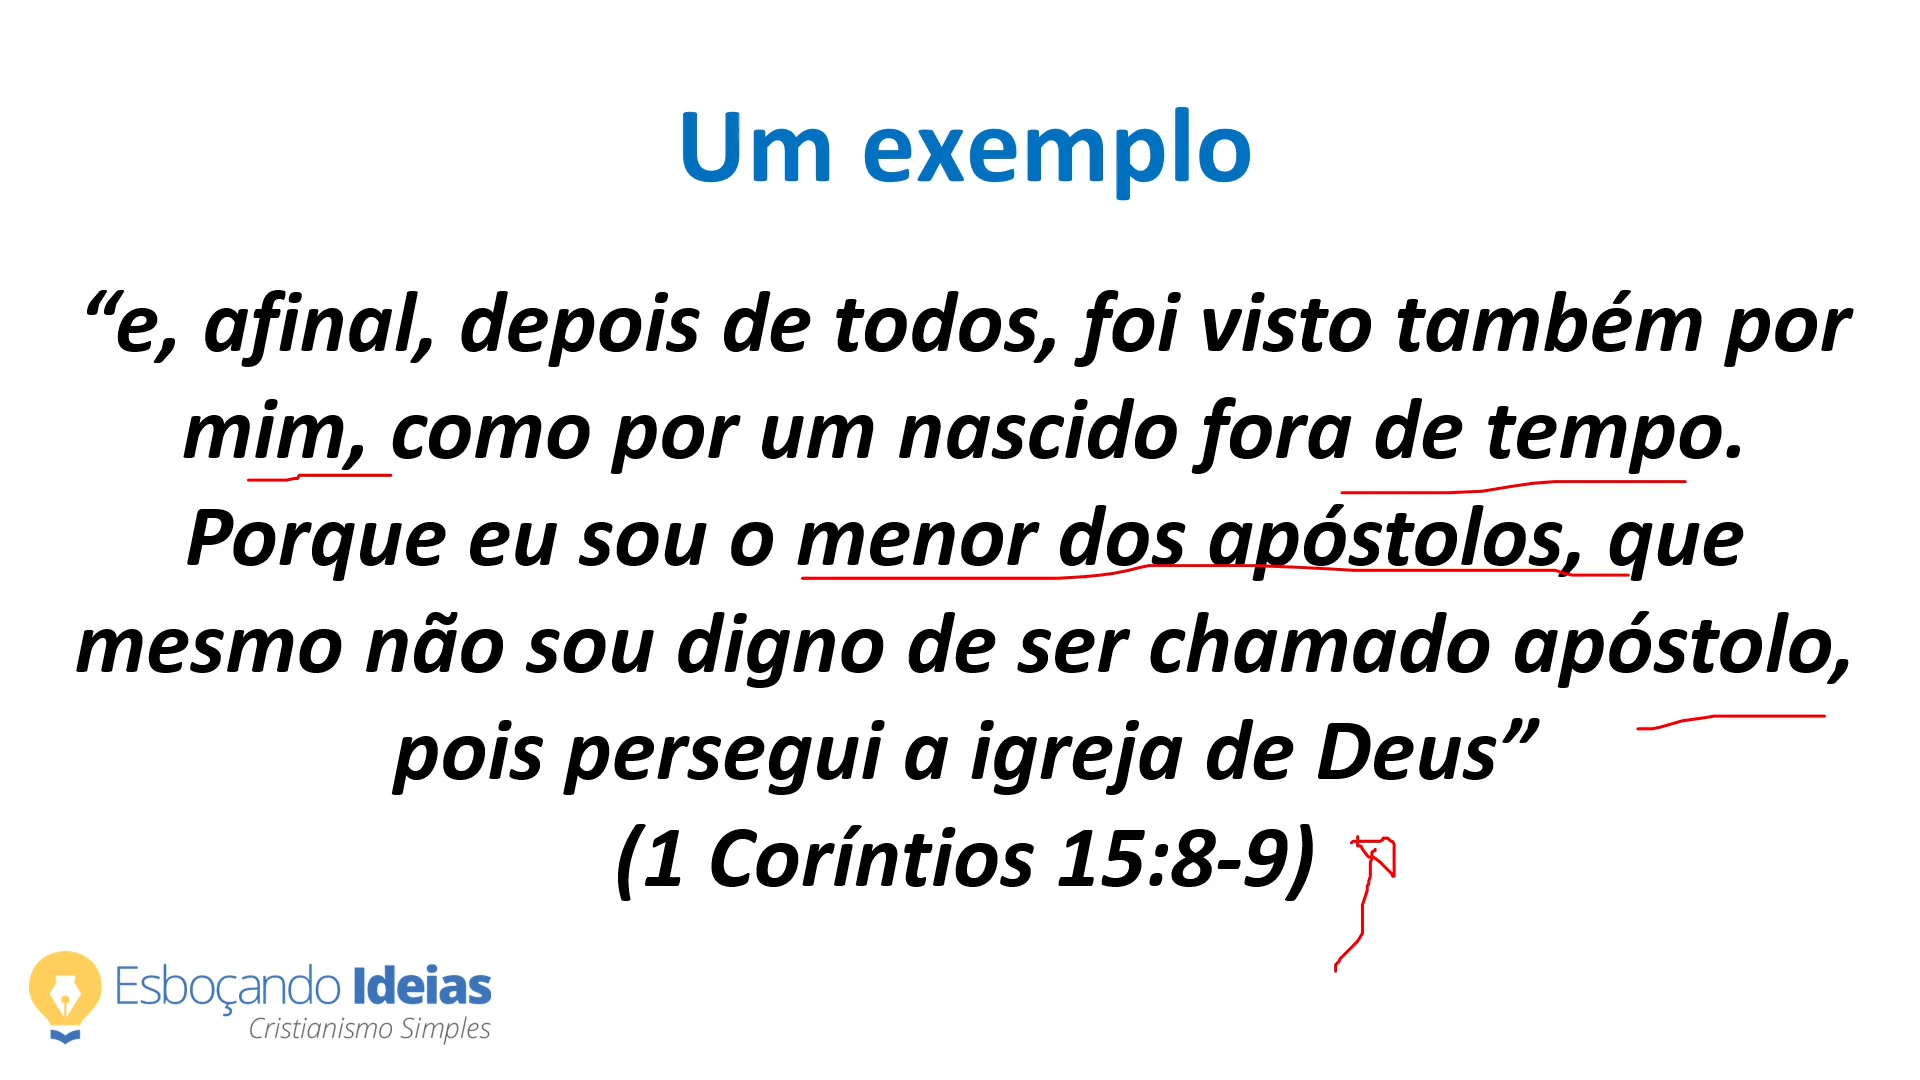 Um exemplo
“e, afinal, depois de todos, foi visto também por
mim, como por um nascido fora de tempo.
Porque eu sou o menor dos apóstolos, que
mesmo não sou digno de ser chamado apóstolo,
pois persegui a igreja de Deus”
(1 Coríntios 15:8-9)
Esboçando Ideias
Cristianismo Simples